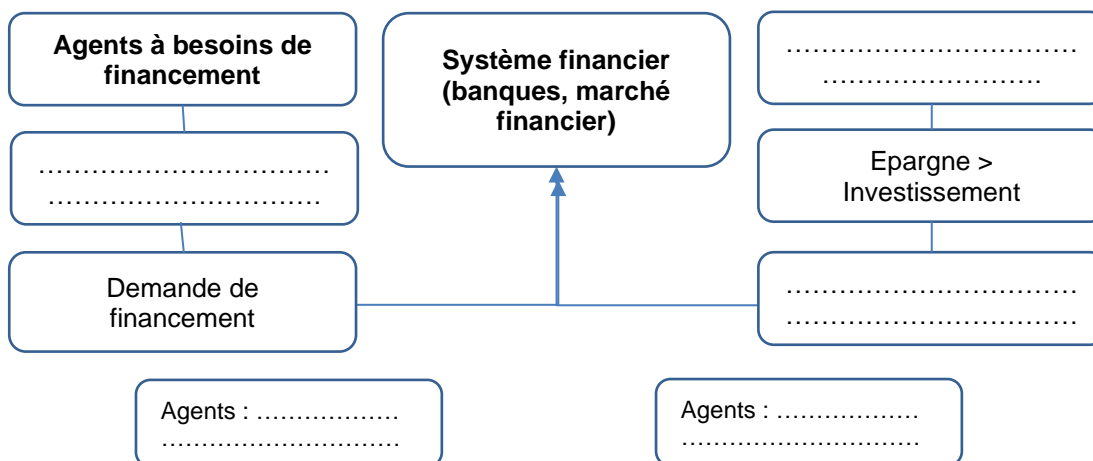 Agents à besoins de
financement
……………………………
……………………………
Demande de
financement
Système financier
(banques, marché
financier)
……………………………
…………………….
Epargne >
Investissement
……………………………
……………………………
Agents : ………………
………………………
Agents : ………………
………………………